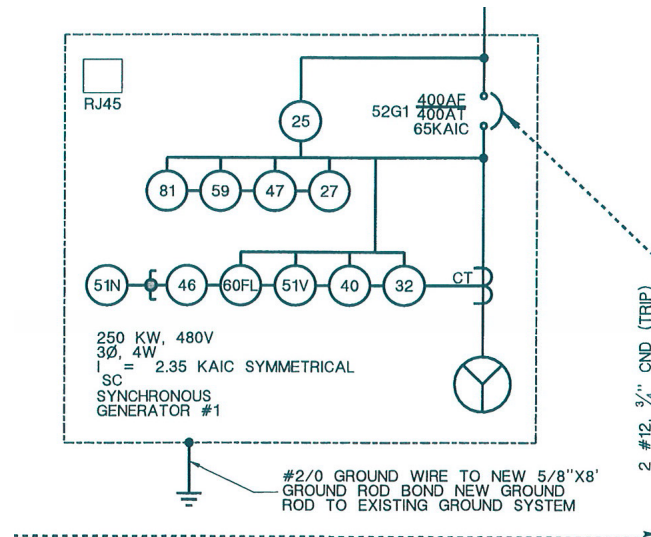 RJ45
25
52G1
400AF
400AT
65KAIC
81
59
47
27
51N
46
60FL
51V
40
32
CT
250 KW, 480V
3Ø, 4W
I = 2.35 KAIC SYMMETRICAL
SC
SYNCHRONOUS
GENERATOR #1
#2/0 GROUND WIRE TO NEW 5/8"X8'
GROUND ROD BOND NEW GROUND
ROD TO EXISTING GROUND SYSTEM
2 #12, ¾" CND (TRIP)